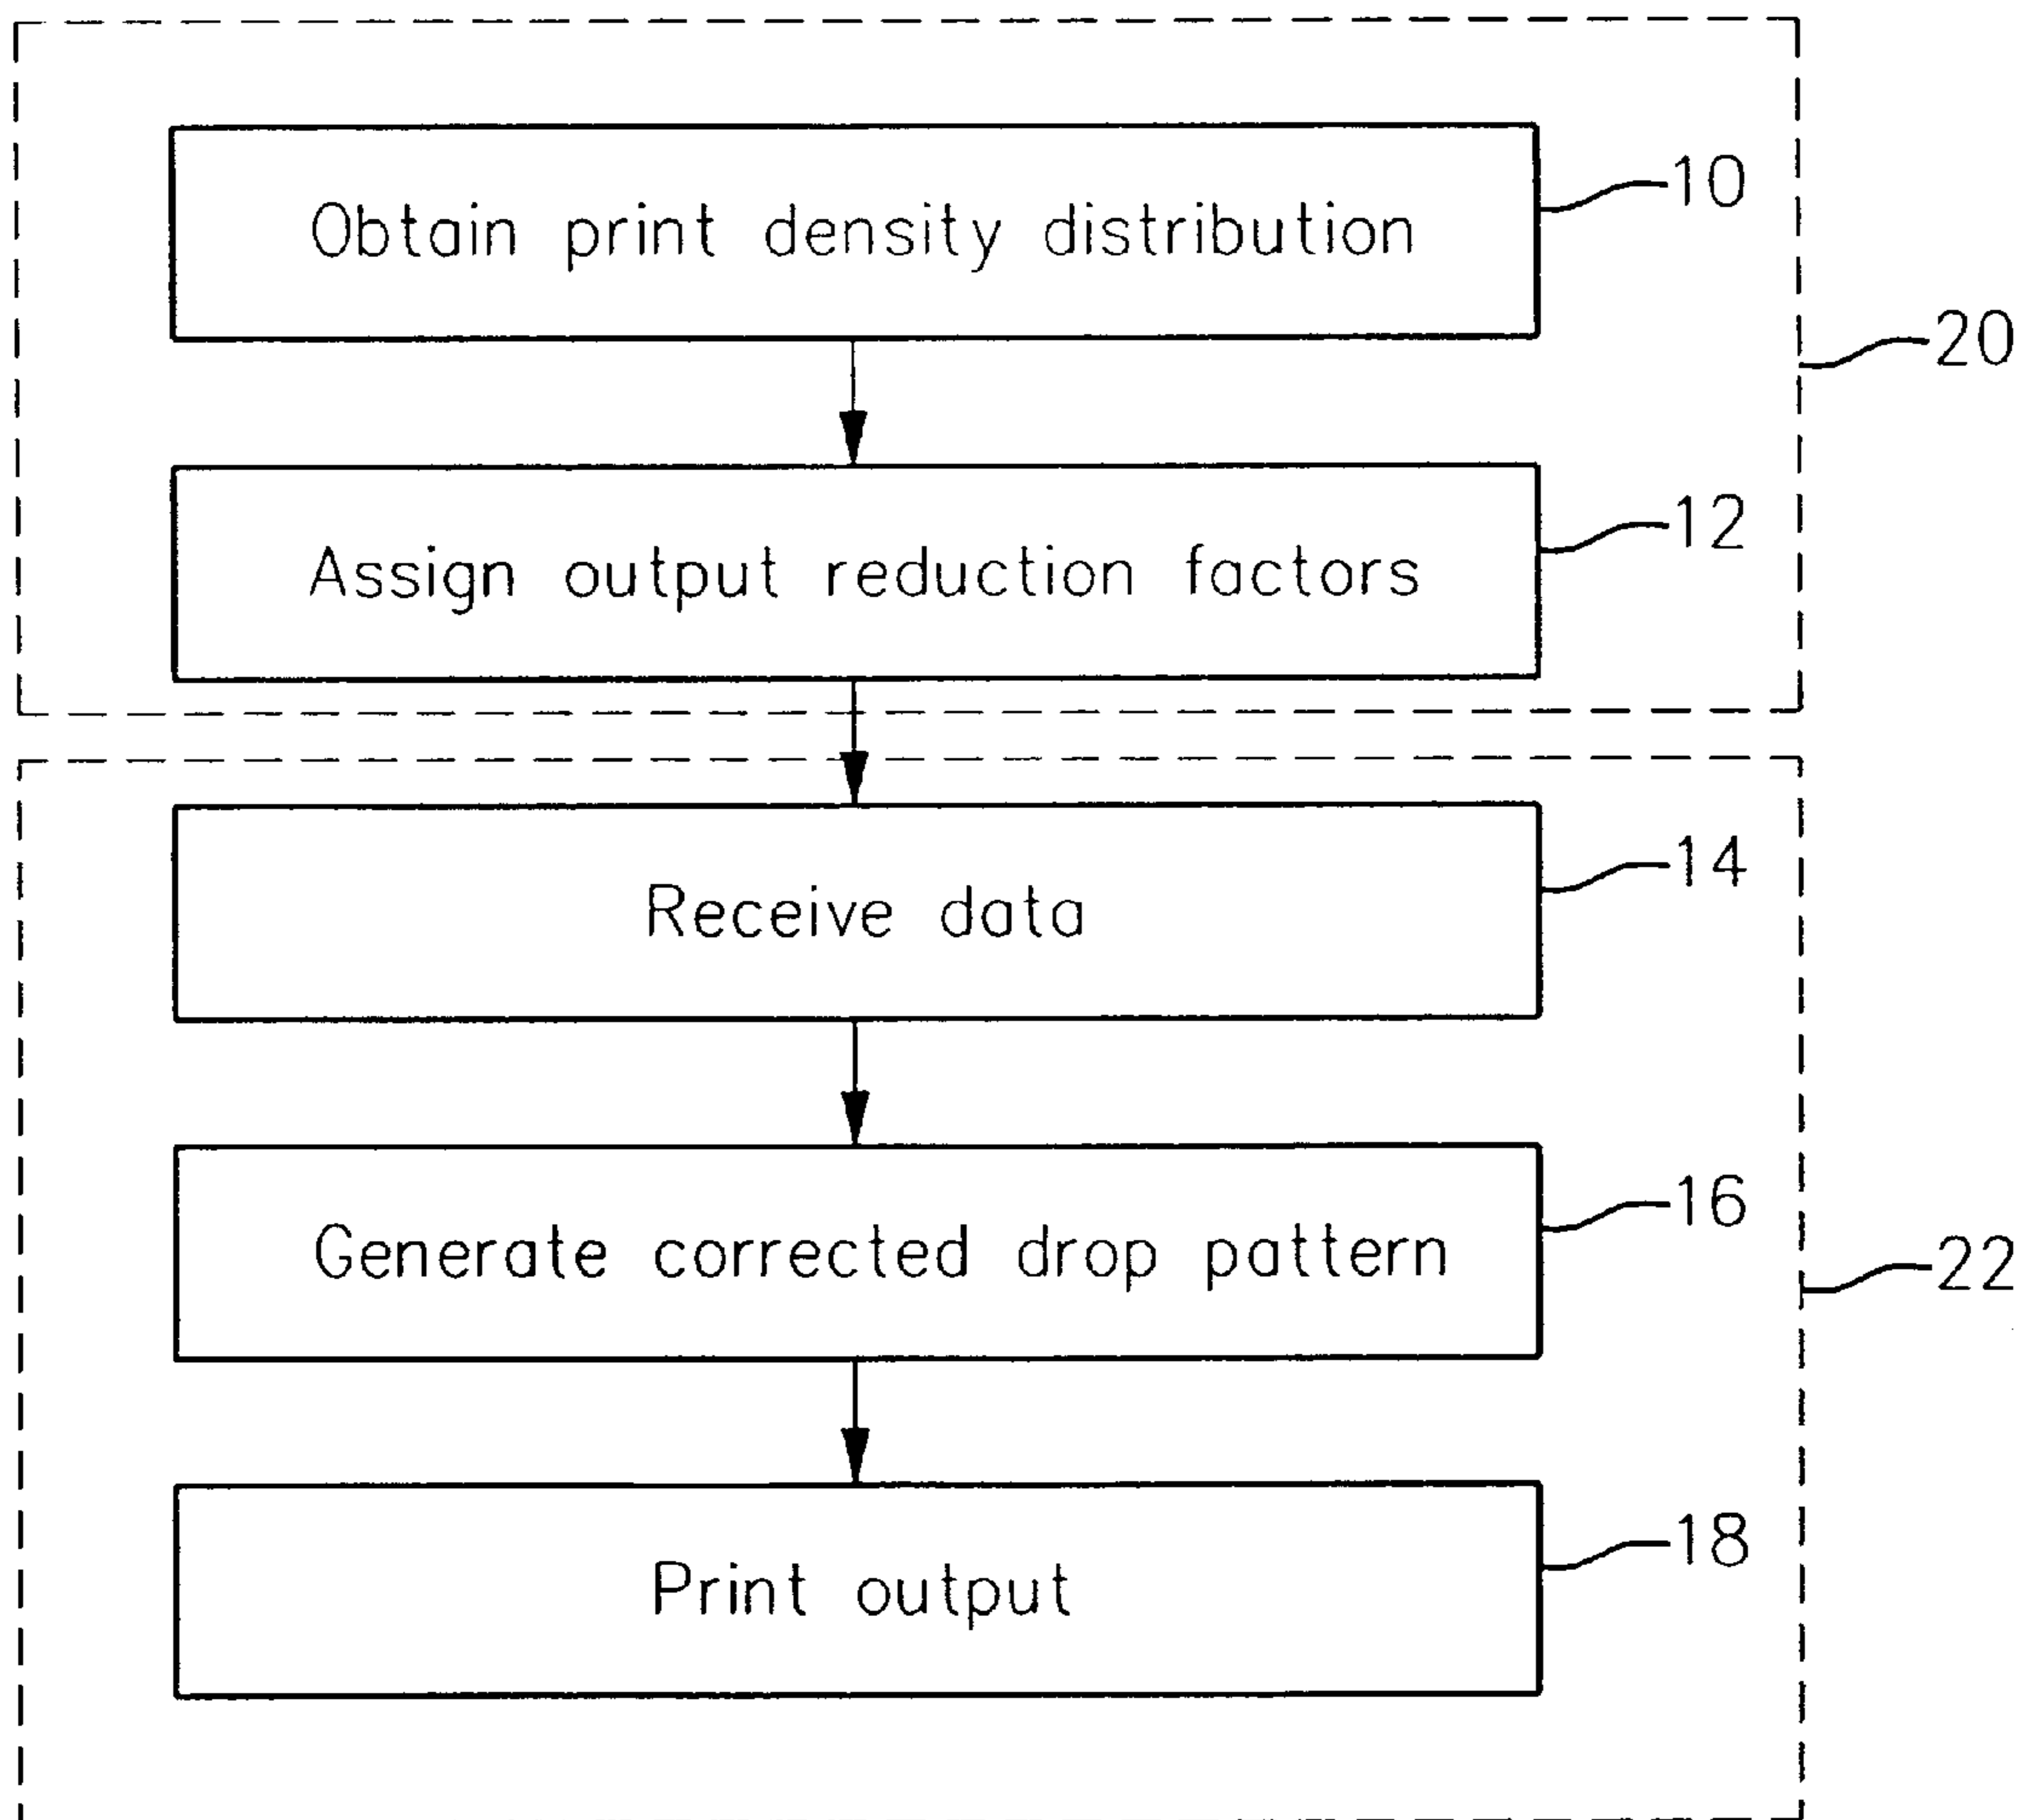 Obtain print density distribution
10
20
Assign output reduction factors
12
Receive data
14
Generate corrected drop pattern
16
22
Print output
18